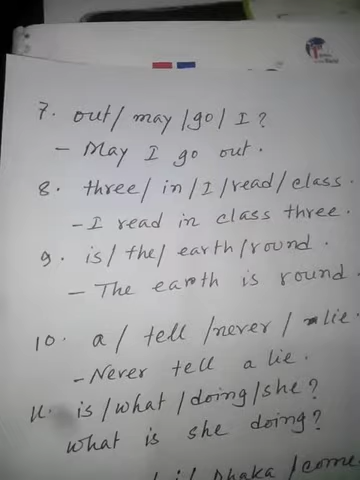 7. out/ may /go/ I?
- May I go out.
8. three/ in/I/read/class.
- I read in class three.
9. is/ the/ earth/round.
- The earth is round.
10. a/ tell /never/ lie.
- Never tell a lie.
11. is/what/doing/she?
What is she doing?
Dhaka /come